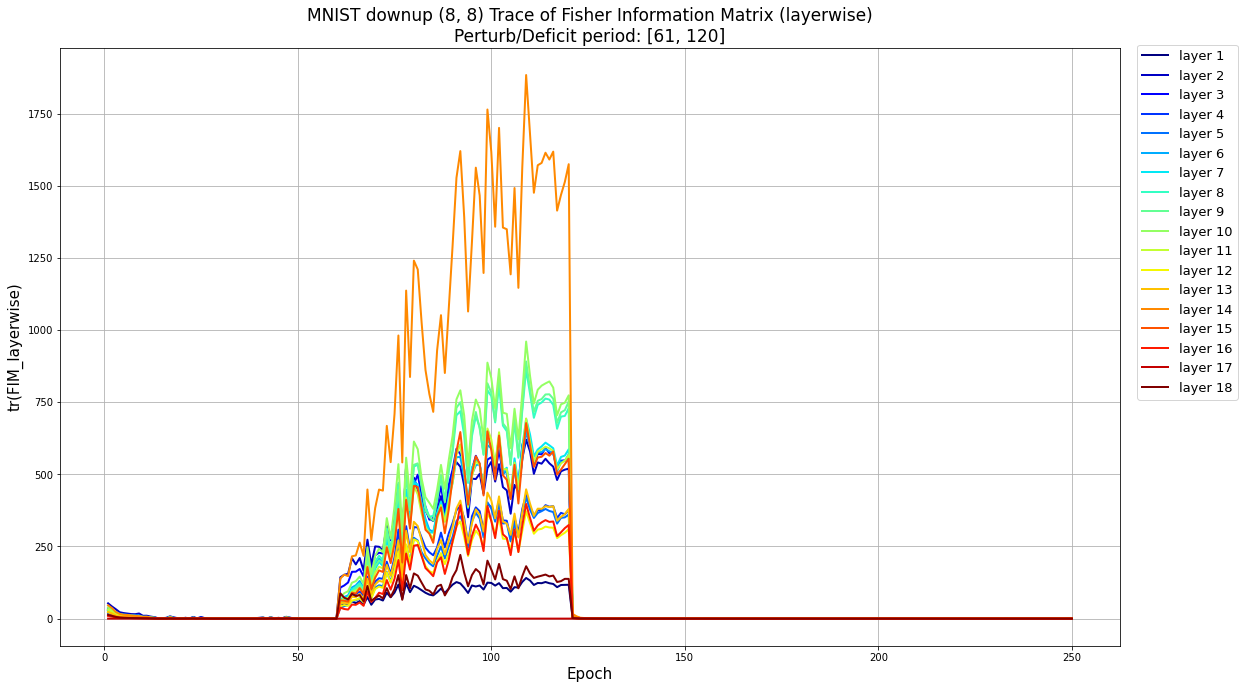 MNIST downup (8, 8) Trace of Fisher Information Matrix (layerwise)
Perturb/Deficit period: [61, 120]
tr(FIM_layerwise)
1750
1500
1250
1000
750
500
250
0
0
50
100
150
200
250
Epoch
layer 1
layer 2
layer 3
layer 4
layer 5
layer 6
layer 7
layer 8
layer 9
layer 10
layer 11
layer 12
layer 13
layer 14
layer 15
layer 16
layer 17
layer 18